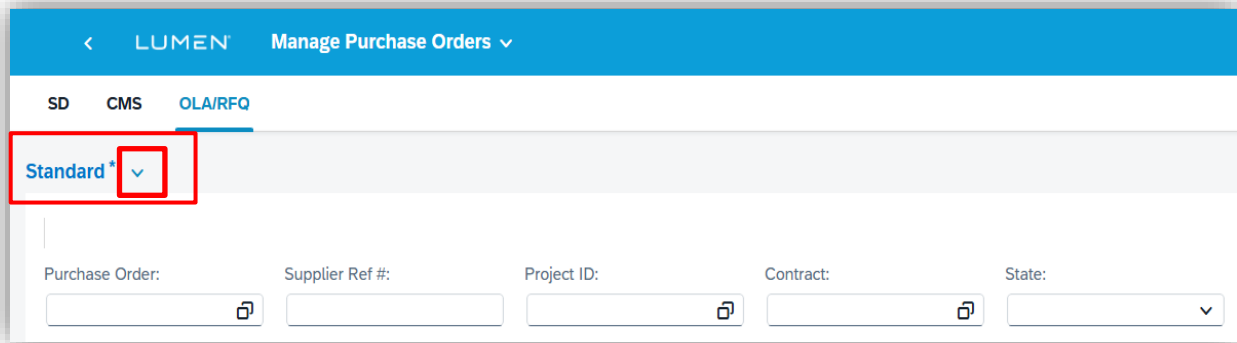 LUMEN Manage Purchase Orders
SD CMS OLA/RFQ
Standard *
Purchase Order: Supplier Ref #: Project ID: Contract: State: